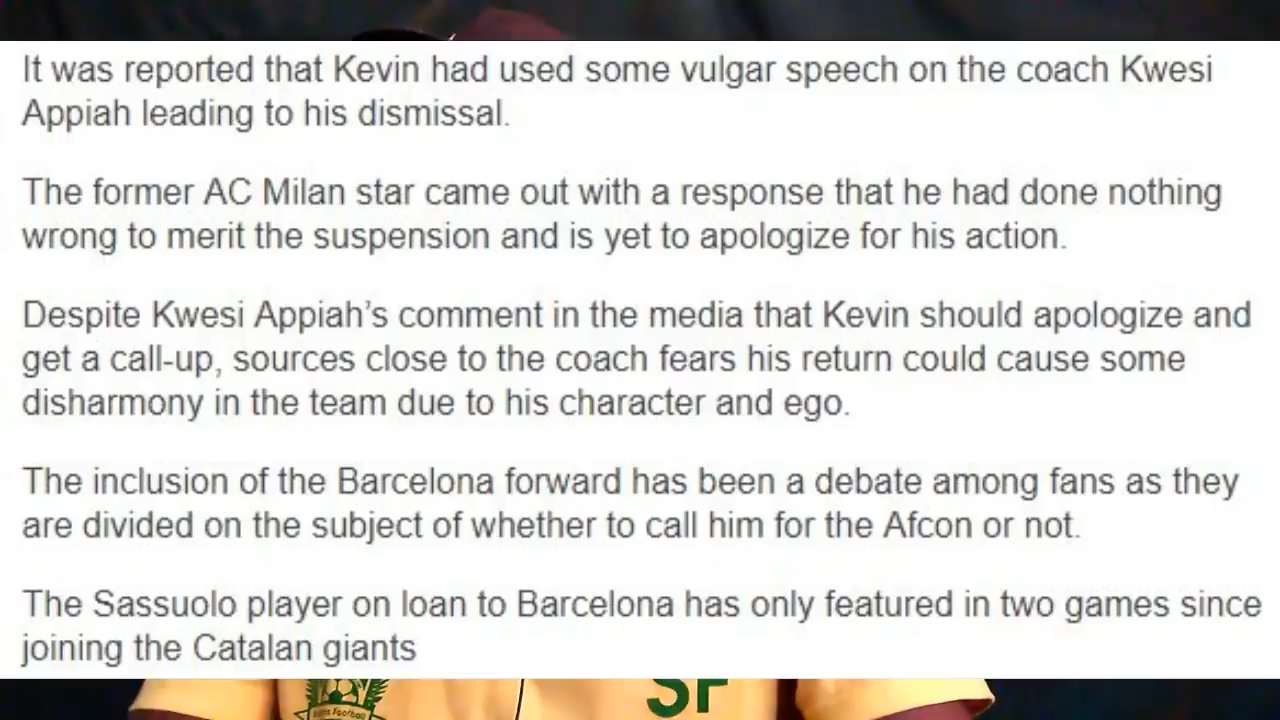 It was reported that Kevin had used some vulgar speech on the coach Kwesi
Appiah leading to his dismissal.
The former AC Milan star came out with a response that he had done nothing
wrong to merit the suspension and is yet to apologize for his action.
Despite Kwesi Appiah’s comment in the media that Kevin should apologize and
get a call-up, sources close to the coach fears his return could cause some
disharmony in the team due to his character and ego.
The inclusion of the Barcelona forward has been a debate among fans as they
are divided on the subject of whether to call him for the Afcon or not.
The Sassuolo player on loan to Barcelona has only featured in two games since
joining the Catalan giants
SF
Football